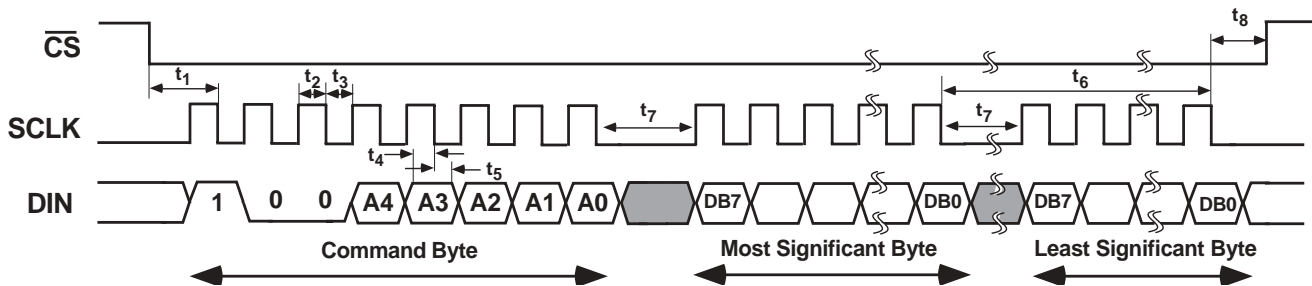 CS
t8
t1
t2
t3
t6
SCLK
t7
t7
t4
t5
DIN
1 0 0 A4 A3 A2 A1 A0 DB7 DB0 DB7 DB0
Command Byte
Most Significant Byte
Least Significant Byte